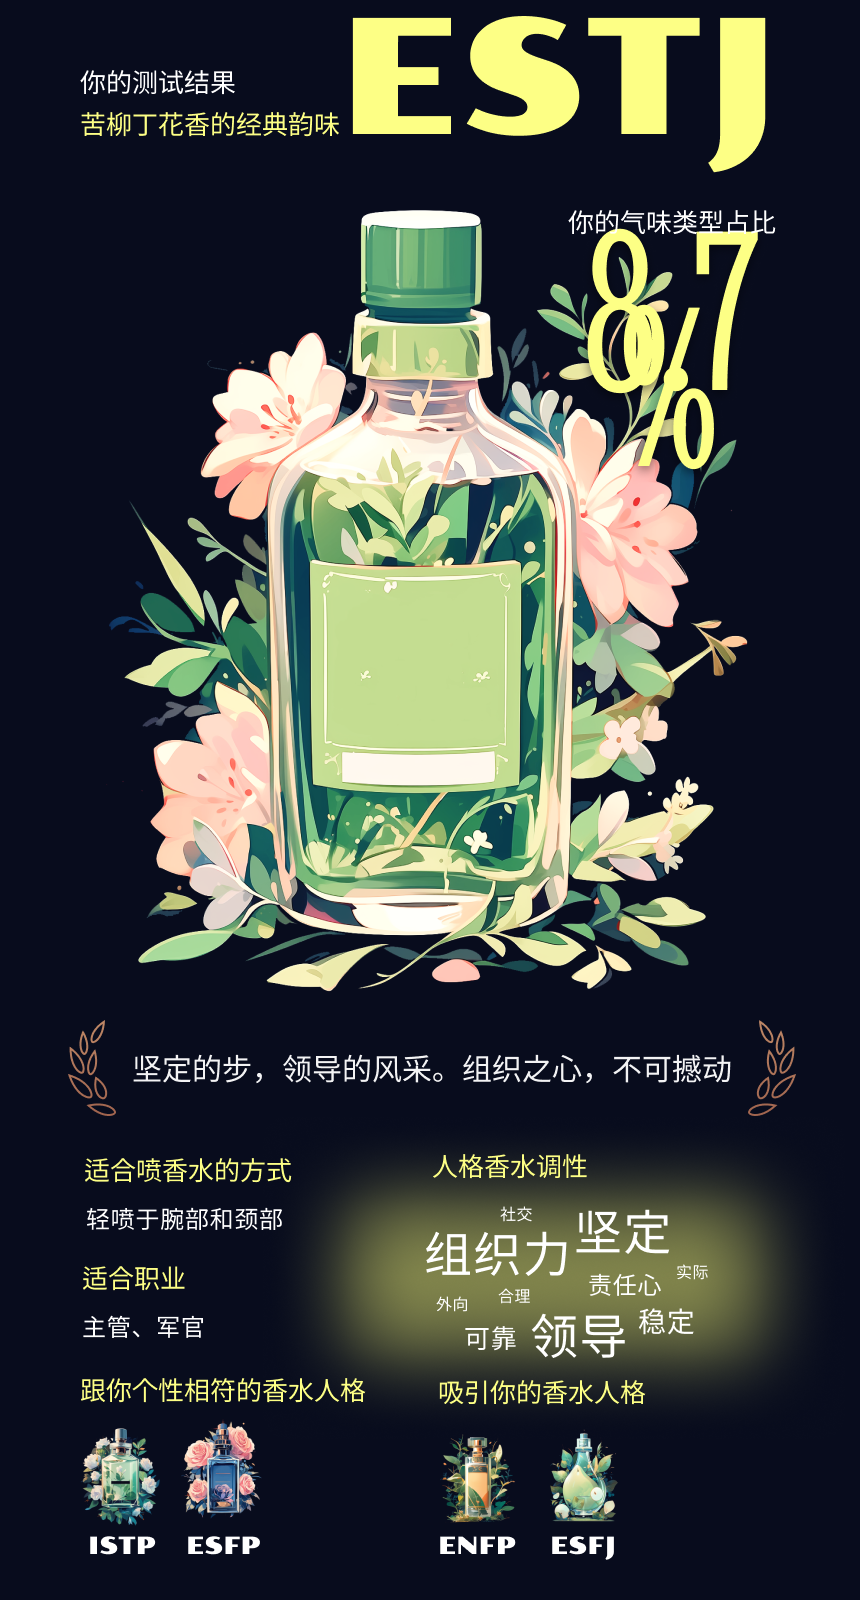 ESTJ
你的测试结果
苦柳丁花香的经典韵味
你的气味类型占比
8.7
%
坚定的步，领导的风采。组织之心，不可撼动
适合喷香水的方式
轻喷于腕部和颈部
适合职业
主管、军官
人格香水调性
社交
组织力
坚定
责任心
实际
外向
合理
可靠
领导
稳定
跟你个性相符的香水人格
ISTP
ESFP
吸引你的香水人格
ENFP
ESFJ